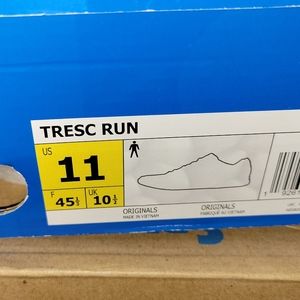 TRESC RUN
US
11
F UK
45⅓ 10½
ORIGINALS ORIGINALS
MADE IN VIETNAM FABRIQUÉ AU VIETNAM